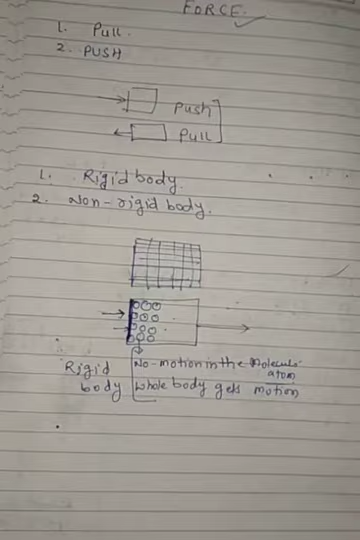 FORCE
1. Pull.
2. PUSH
Push
Pull
1. Rigid body.
2. Non-rigid body.
Rigid body
No-motion in the Molecule atom
Whole body gets motion